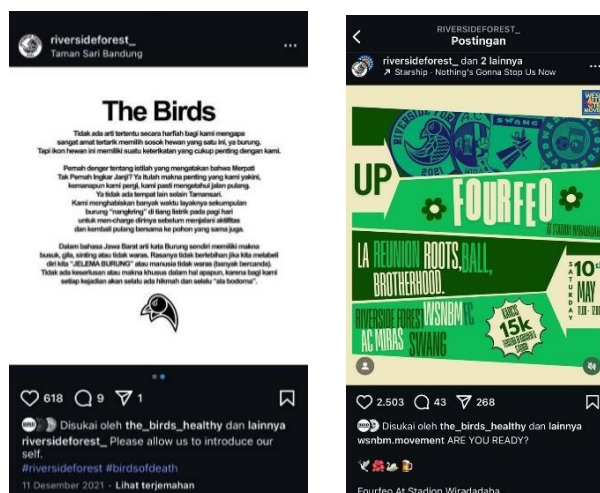 riversideforest_
Taman Sari Bandung
The Birds
Tidak ada arti tertentu secara harfiah bagi kami mengapa
sangat amat tertarik memilih sosok hewan yang satu ini, ya burung.
Tapi ikon hewan ini memiliki suatu keterikatan yang cukup penting dengan kami.
Pernah denger tentang istilah yang mengatakan bahwa Merpati
Tak Pernah Ingkar Janji? Ya itulah makna penting yang kami yakini,
kemanapun kami pergi, kami pasti mengetahui jalan pulang.
Ya tidak ada tempat lain selain Tamansari.
Kami menghabiskan banyak waktu layaknya sekumpulan
burung "nangkring" di tiang listrik pada pagi hari
untuk men-charge dirinya sebelum menjalani aktifitas
dan kembali pulang bersama ke pohon yang sama juga.
Dalam bahasa Jawa Barat arti kata Burung sendiri memiliki makna
busuk, gila, sinting atau tidak waras. Rasanya tidak berlebihan jika kita melabeli
diri kita "JELEMA BURUNG" atau manusia tidak waras (banyak bercanda).
Tidak ada keseriusan atau makna khusus dalam hal apapun, karena bagi kami
setiap kejadian akan selalu ada hikmah dan selalu "ala bodoma".
618 9 1
Disukai oleh the_birds_healthy dan lainnya
riversideforest_ Please allow us to introduce our
self.
#riversideforest #birdsofdeath
11 Desember 2021 · Lihat terjemahan
RIVERSIDEFOREST_
Postingan
riversideforest_ dan 2 lainnya
Starship · Nothing's Gonna Stop Us Now
RIVERSIDE FOR
2021
SWANG
UP
FOURFEO
AT STADION WIRADADAHA
LA REUNION ROOTS,BALL,
BROTHERHOOD.
SATURDAY
10th
MAY
RIVERSIDE FOREST WSNBM FC
AC MIRAS SWANG
15k
2.503 43 268
Disukai oleh the_birds_healthy dan lainnya
wsnbm.movement ARE YOU READY?
Fourfeo At Stadion Wiradadaha